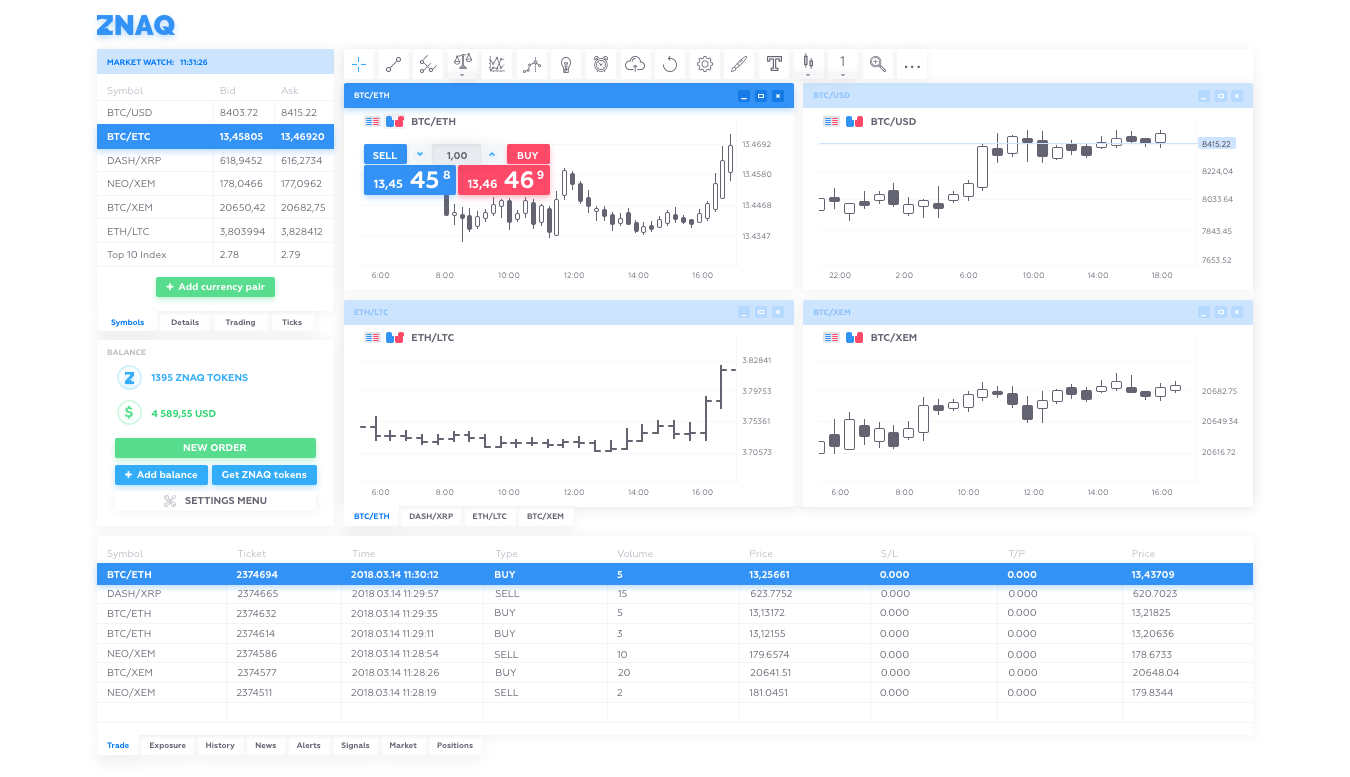 ZNAQ
MARKET WATCH: 11:31:26
Symbol Bid Ask
BTC/USD 8403.72 8415.22
BTC/ETC 13,45805 13,46920
DASH/XRP 618,9452 616,2734
NEO/XEM 178,0466 177,0962
BTC/XEM 20650,42 20682,75
ETH/LTC 3,803994 3,828412
Top 10 Index 2.78 2.79
+ Add currency pair
Symbols Details Trading Ticks
BALANCE
Z 1395 ZNAQ TOKENS
$ 4 589,55 USD
NEW ORDER
+ Add balance Get ZNAQ tokens
SETTINGS MENU
T 1 ...
BTC/ETH
BTC/ETH
SELL 1,00 BUY
13,45 45 8 13,46 46 9
13.4692
13.4580
13.4468
13.4347
6:00 8:00 10:00 12:00 14:00 16:00
BTC/USD
BTC/USD
8415.22
8224,04
8033.64
7843.45
7653.52
22:00 2:00 6:00 10:00 14:00 18:00
ETH/LTC
ETH/LTC
3.82841
3.79753
3.75361
3.70573
6:00 8:00 10:00 12:00 14:00 16:00
BTC/XEM
BTC/XEM
20682.75
20649.34
20616.72
6:00 8:00 10:00 12:00 14:00 16:00
BTC/ETH DASH/XRP ETH/LTC BTC/XEM
Symbol Ticket Time Type Volume Price S/L T/P Price
BTC/ETH 2374694 2018.03.14 11:30:12 BUY 5 13,25661 0.000 0.000 13,43709
DASH/XRP 2374665 2018.03.14 11:29:57 SELL 15 623.7752 0.000 0.000 620.7023
BTC/ETH 2374632 2018.03.14 11:29:35 BUY 5 13,13172 0.000 0.000 13,21825
BTC/ETH 2374614 2018.03.14 11:29:11 BUY 3 13,12155 0.000 0.000 13,20636
NEO/XEM 2374586 2018.03.14 11:28:54 SELL 10 179.6574 0.000 0.000 178.6733
BTC/XEM 2374577 2018.03.14 11:28:26 BUY 20 20641.51 0.000 0.000 20648.04
NEO/XEM 2374511 2018.03.14 11:28:19 SELL 2 181.0451 0.000 0.000 179.8344
Trade Exposure History News Alerts Signals Market Positions